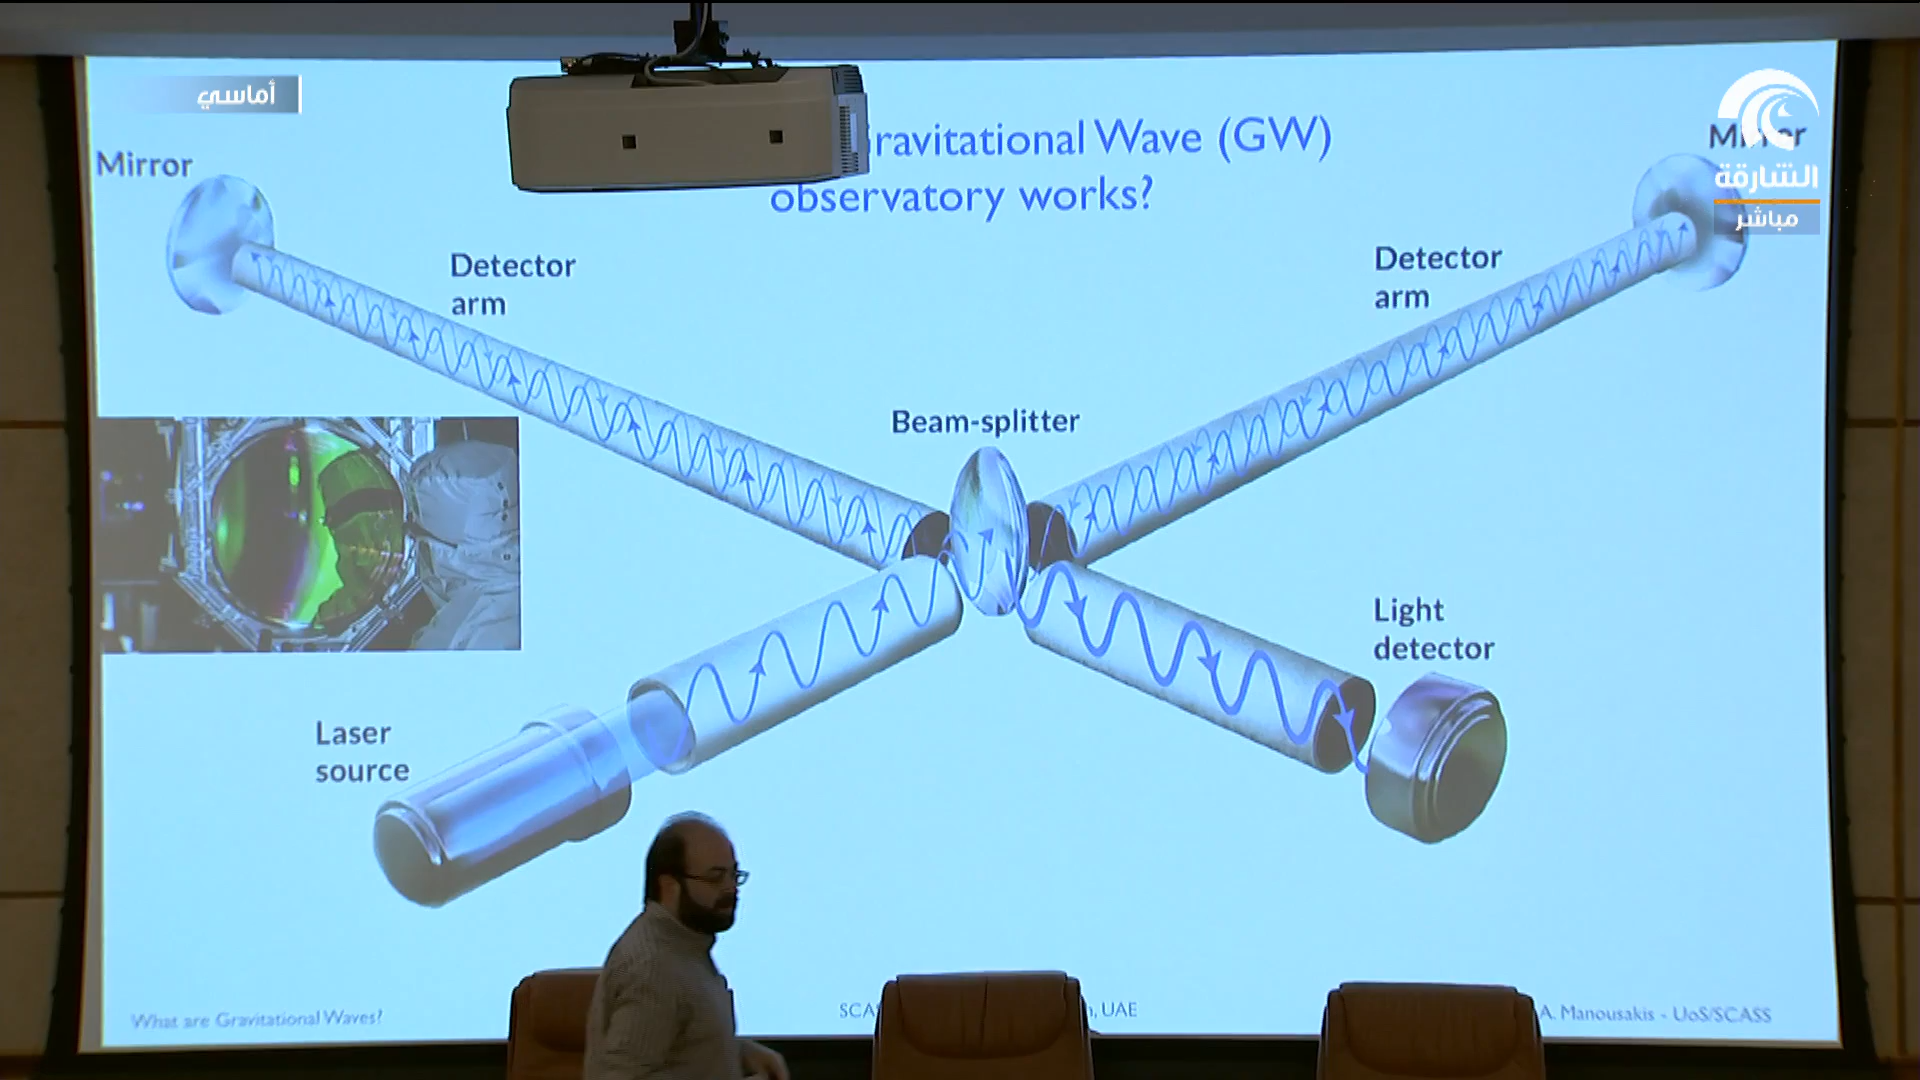 أماسي
ravitational Wave (GW)
observatory works?
Mirror
الشارقة
مباشر
Detector
arm
Detector
arm
Beam-splitter
Light
detector
Laser
source
What are Gravitational Waves?
UAE
A. Manousakis - UoS/SCASS